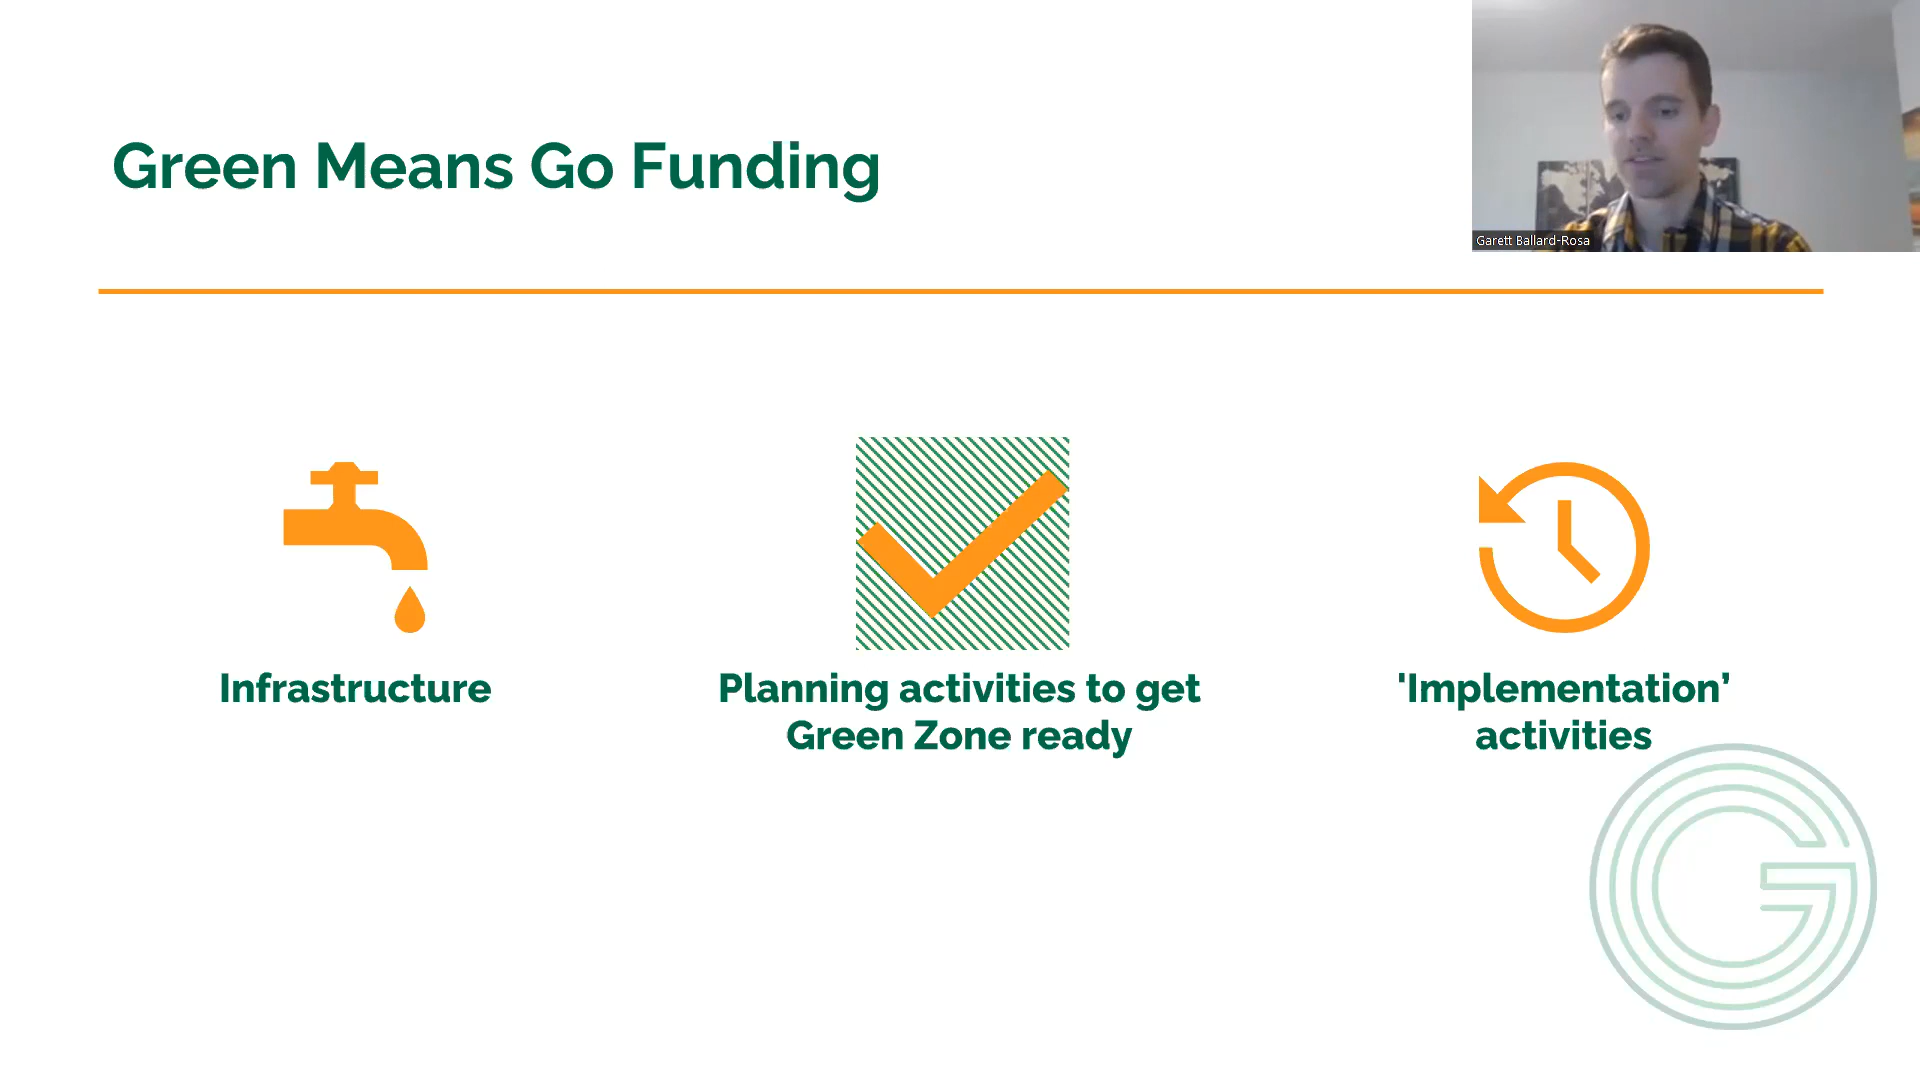 Green Means Go Funding
Garett Ballard-Rosa
Infrastructure
Planning activities to get
Green Zone ready
'Implementation’
activities